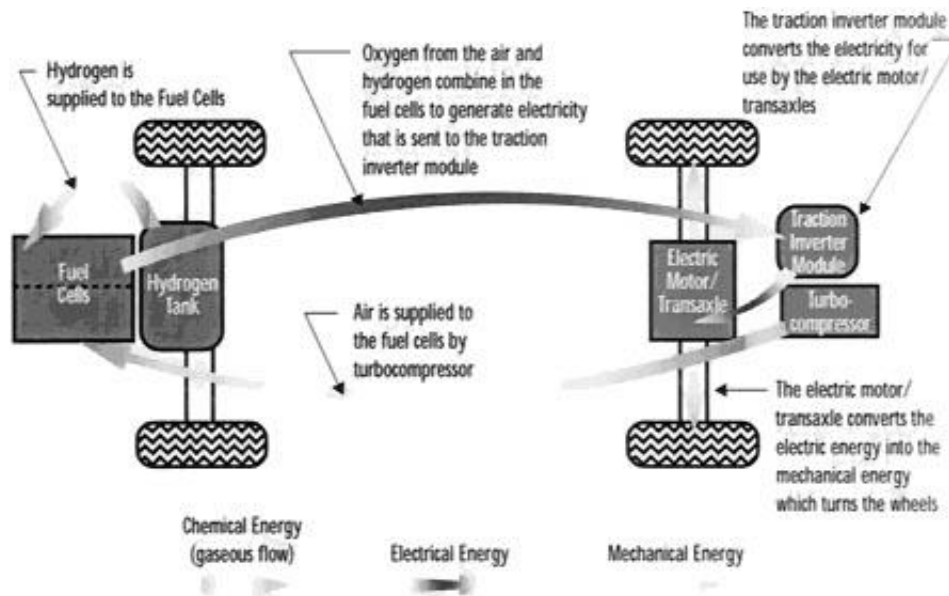 Hydrogen is
supplied to the Fuel Cells
Oxygen from the air and
hydrogen combine in the
fuel cells to generate electricity
that is sent to the traction
inverter module
The traction inverter module
converts the electricity for
use by the electric motor/
transaxles
Fuel
Cells
Hydrogen
Tank
Electric
Motor/
Transaxle
Traction
Inverter
Module
Turbo-
compressor
Air is supplied to
the fuel cells by
turbocompressor
The electric motor/
transaxle converts the
electric energy into the
mechanical energy
which turns the wheels
Chemical Energy
(gaseous flow)
Electrical Energy
Mechanical Energy